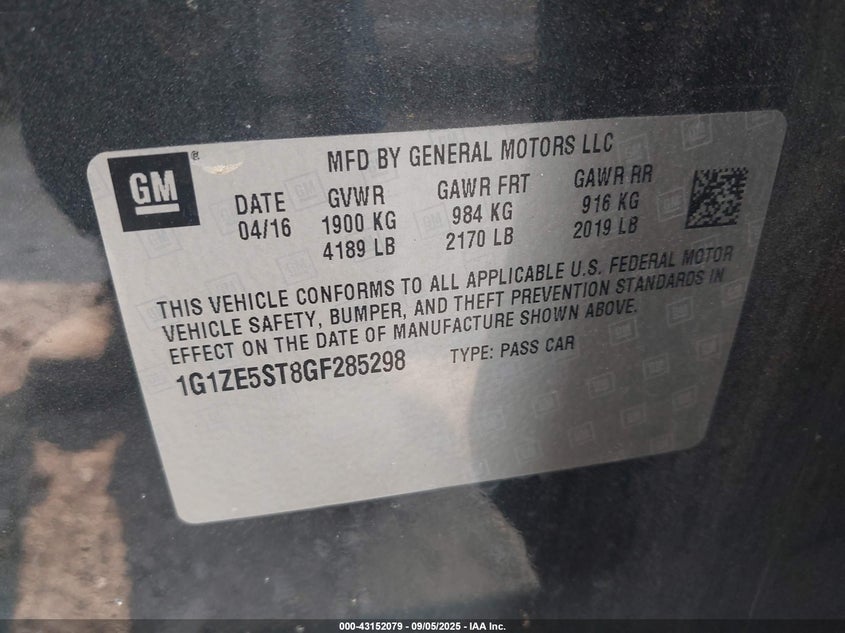 GM ®
MFD BY GENERAL MOTORS LLC
DATE GVWR GAWR FRT GAWR RR
04/16 1900 KG 984 KG 916 KG
4189 LB 2170 LB 2019 LB
THIS VEHICLE CONFORMS TO ALL APPLICABLE U.S. FEDERAL MOTOR
VEHICLE SAFETY, BUMPER, AND THEFT PREVENTION STANDARDS IN
EFFECT ON THE DATE OF MANUFACTURE SHOWN ABOVE.
1G1ZE5ST8GF285298 TYPE: PASS CAR
000-43152079 - 09/05/2025 - IAA Inc.